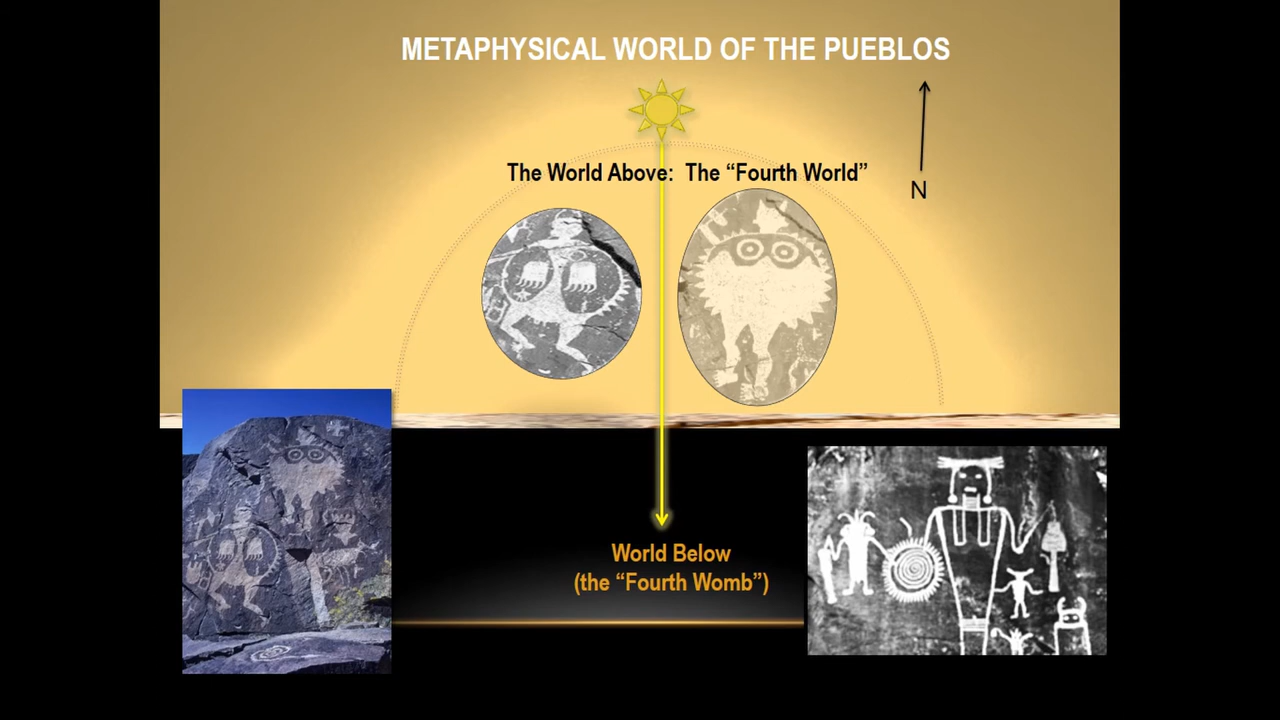 METAPHYSICAL WORLD OF THE PUEBLOS
The World Above: The “Fourth World”
N
World Below
(the “Fourth Womb”)